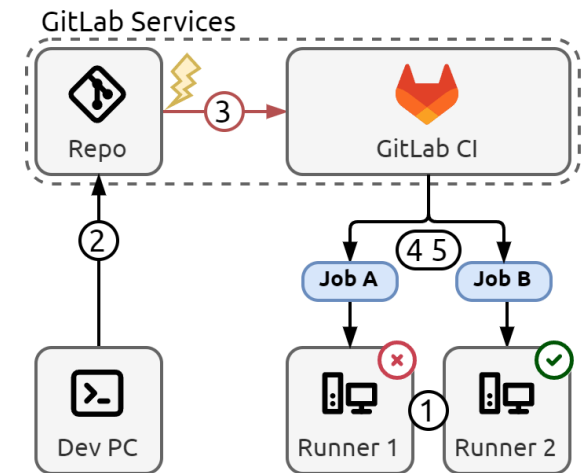 GitLab Services
3
Repo
GitLab CI
2
4 5
Job A
Job B
>_
1
Dev PC
Runner 1
Runner 2